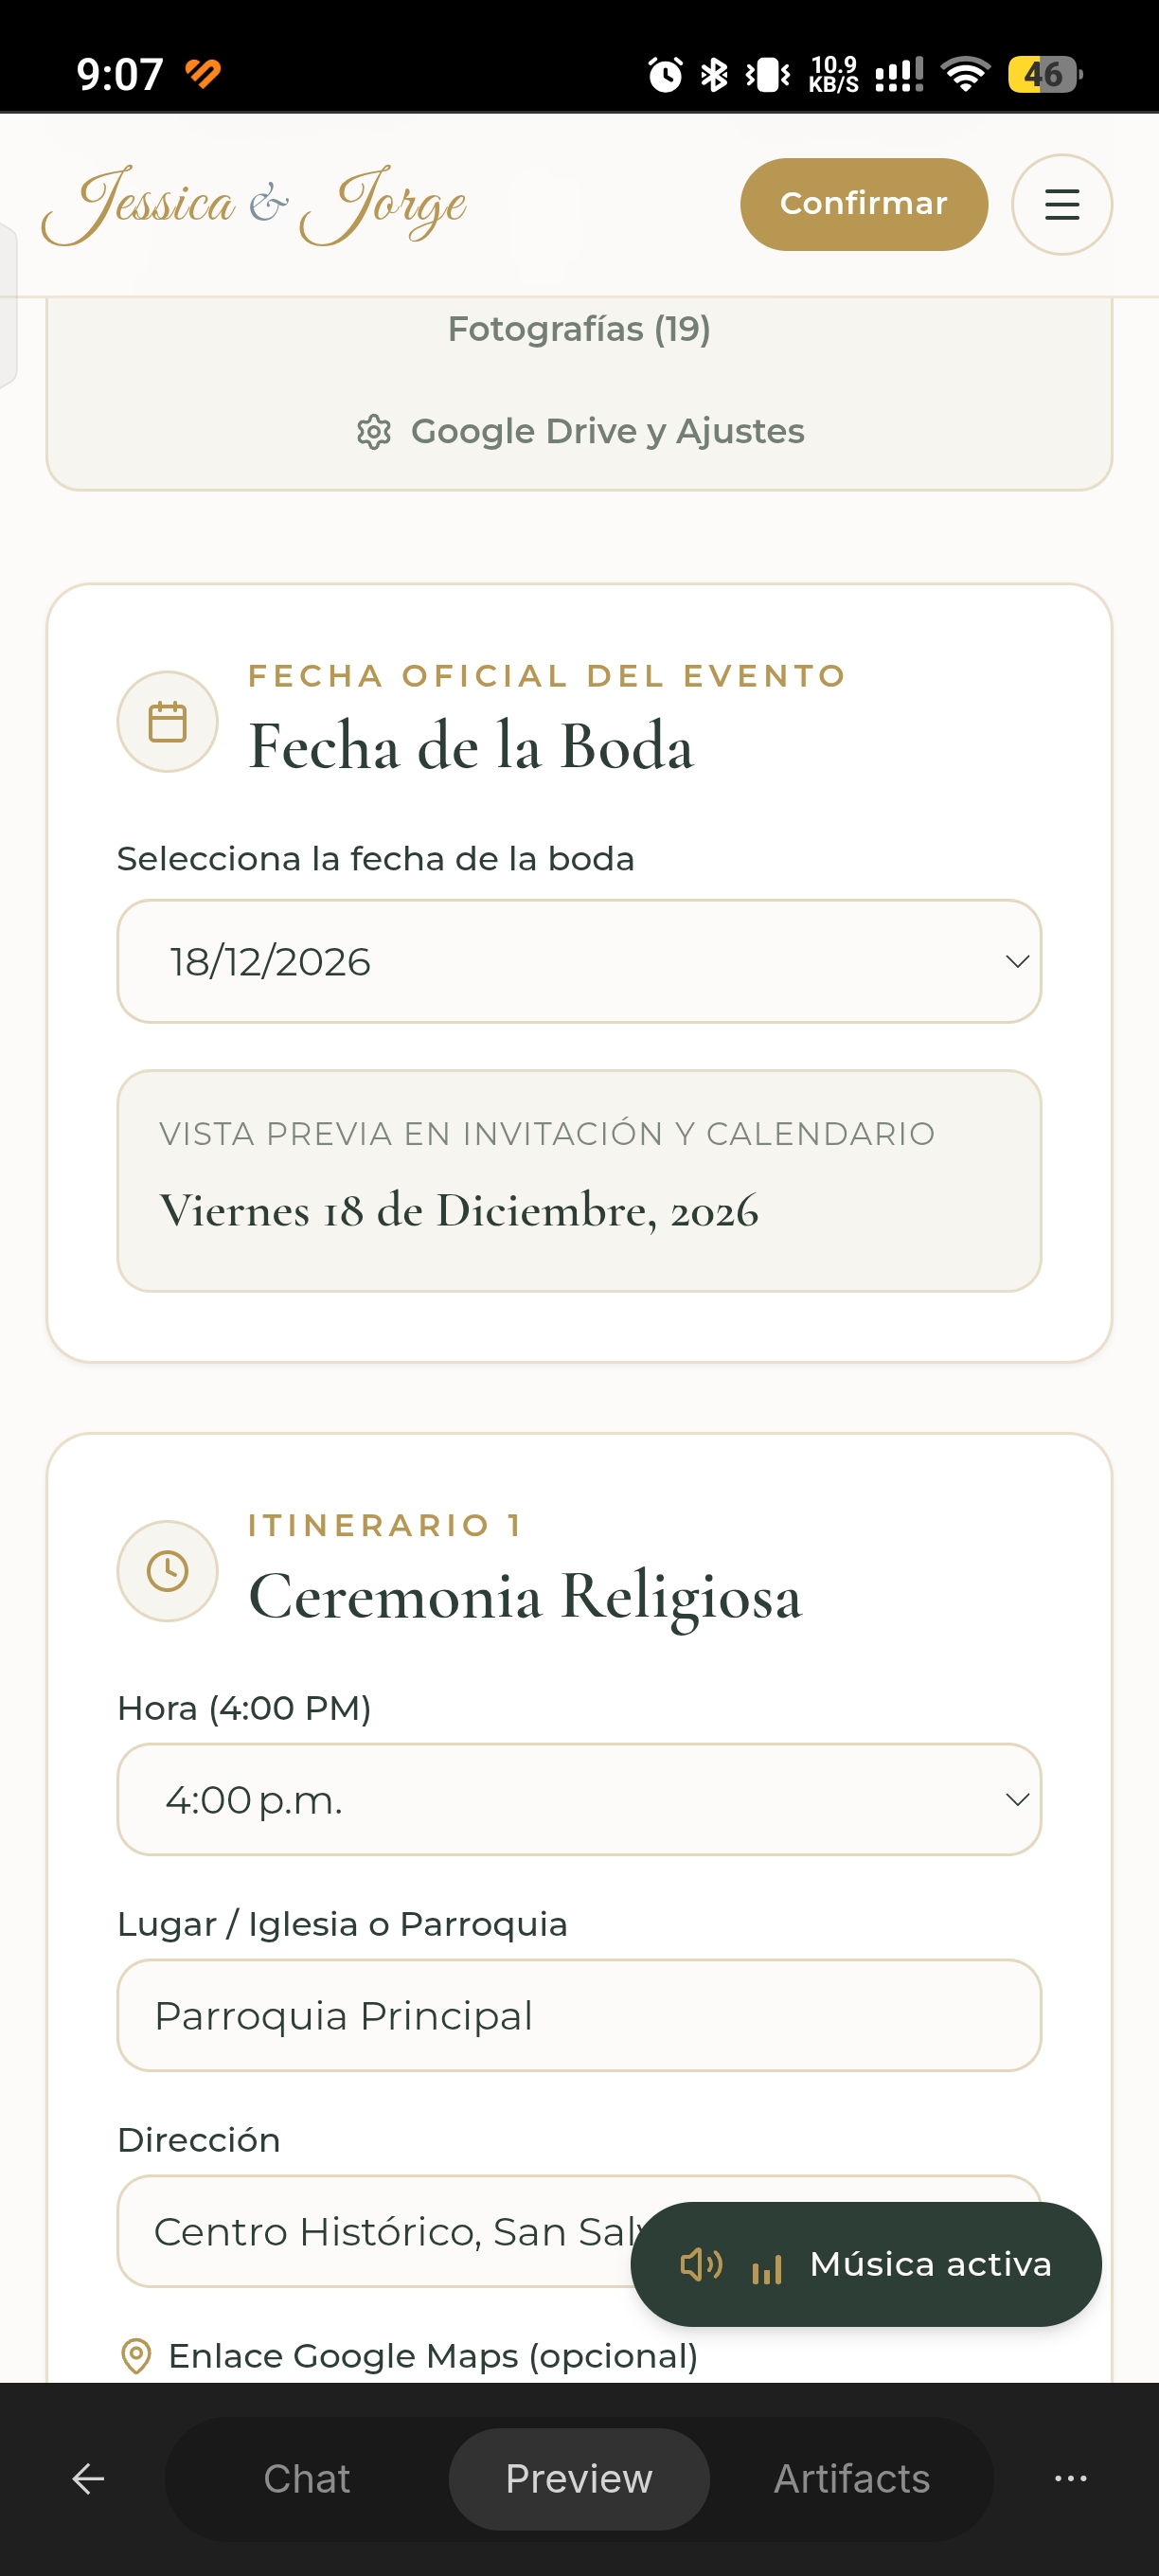 9:07
10.9
KB/S
46
Jessica & Jorge
Confirmar
Fotografías (19)
Google Drive y Ajustes
FECHA OFICIAL DEL EVENTO
Fecha de la Boda
Selecciona la fecha de la boda
18/12/2026
VISTA PREVIA EN INVITACIÓN Y CALENDARIO
Viernes 18 de Diciembre, 2026
ITINERARIO 1
Ceremonia Religiosa
Hora (4:00 PM)
4:00 p.m.
Lugar / Iglesia o Parroquia
Parroquia Principal
Dirección
Centro Histórico, San
Música activa
Enlace Google Maps (opcional)
Chat
Preview
Artifacts